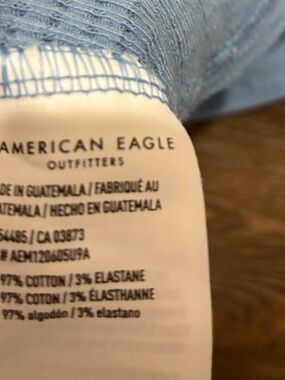 AMERICAN EAGLE
OUTFITTERS
DE IN GUATEMALA / FABRIQUÉ AU
ATEMALA / HECHO EN GUATEMALA
54485 / CA 03873
# AEM120605U9A
97% COTTON / 3% ELASTANE
97% COTON / 3% ÉLASTHANNE
97% algodón / 3% elastano